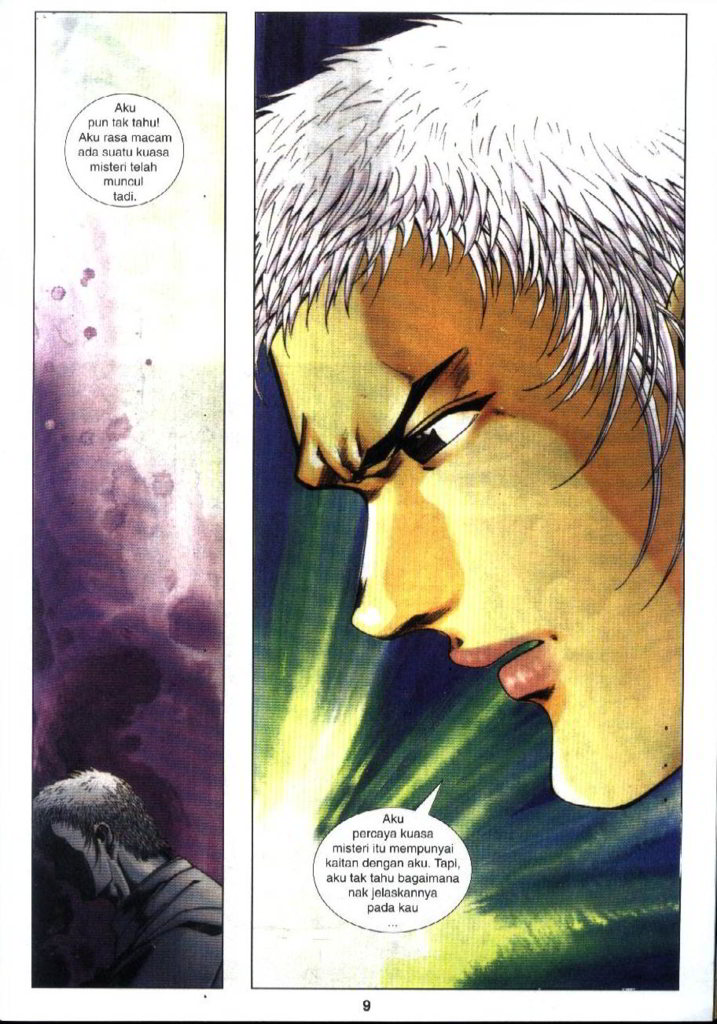 Aku
pun tak tahu!
Aku rasa macam
ada suatu kuasa
misteri telah
muncul
tadi.
Aku
percaya kuasa
misteri itu mempunyai
kaitan dengan aku. Tapi,
aku tak tahu bagaimana
nak jelaskannya
pada kau
...
9